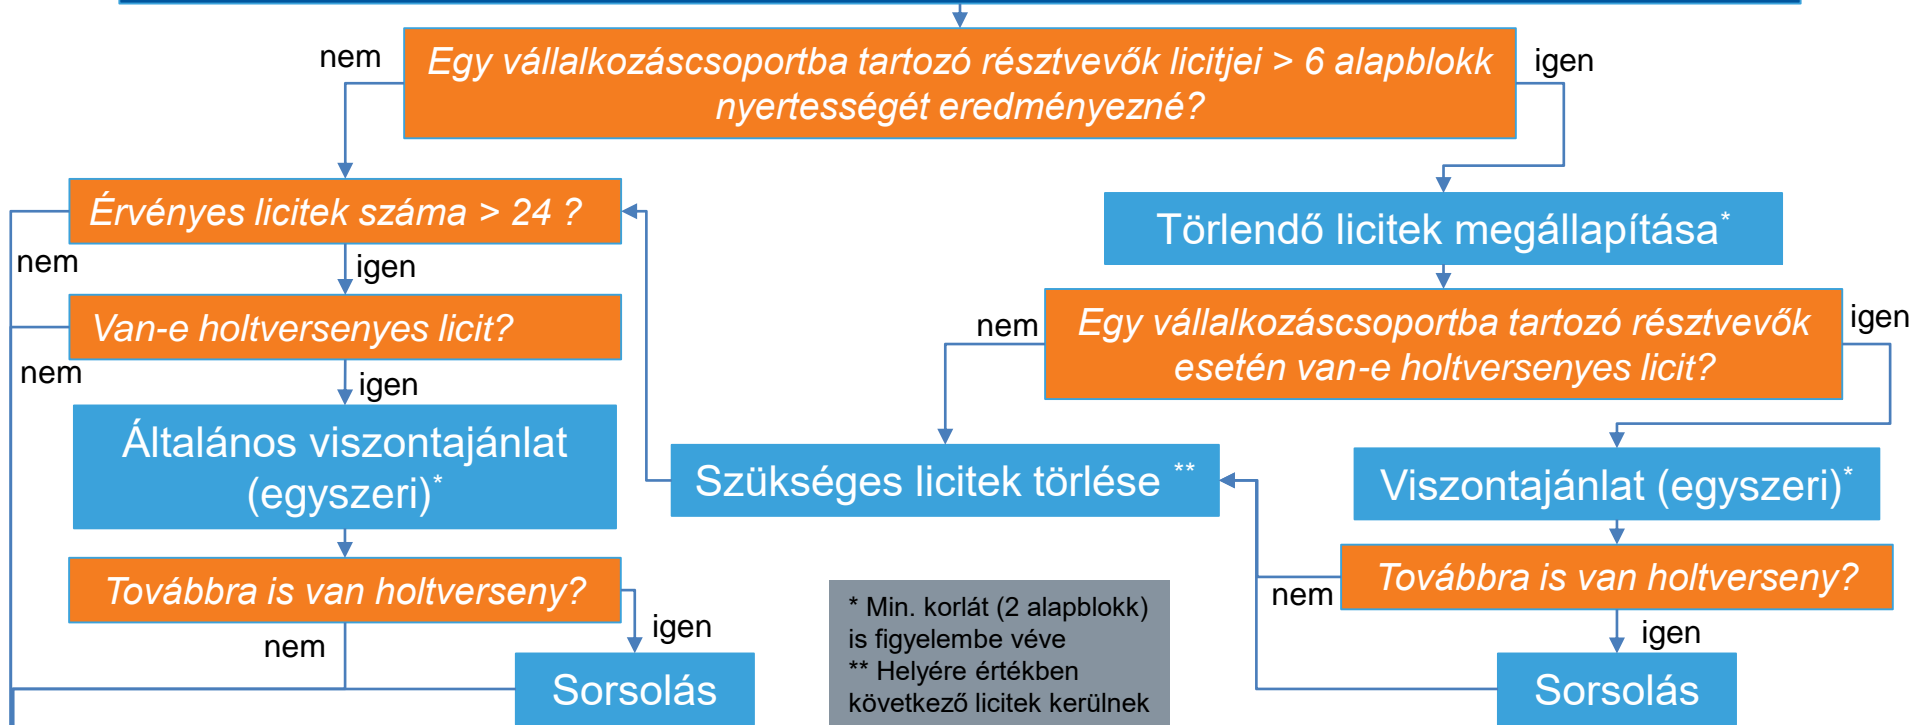 nem
Egy vállalkozáscsoportba tartozó résztvevők licitjei > 6 alapblokk
nyertességét eredményezné?
igen
Érvényes licitek száma > 24 ?
nem
igen
Van-e holtversenyes licit?
nem
igen
Általános viszontajánlat
(egyszeri)*
Továbbra is van holtverseny?
nem
igen
Sorsolás
Törlendő licitek megállapítása*
nem
Egy vállalkozáscsoportba tartozó résztvevők
esetén van-e holtversenyes licit?
igen
Szükséges licitek törlése **
Viszontajánlat (egyszeri)*
Továbbra is van holtverseny?
nem
igen
Sorsolás
* Min. korlát (2 alapblokk)
is figyelembe véve
** Helyére értékben
következő licitek kerülnek